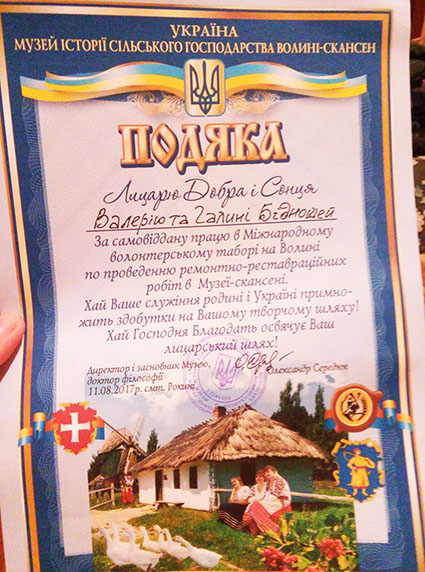 УКРАЇНА
МУЗЕЙ ІСТОРІЇ СІЛЬСЬКОГО ГОСПОДАРСТВА ВОЛИНІ-СКАНСЕН
ПОДЯКА
Лицарю Добра і Сонця
Валерію та Галині Бідношей
За самовіддану працю в Міжнародному
волонтерському таборі на Волині
по проведенню ремонтно-реставраційних
робіт в Музеї-скансені.
Хай Ваше служіння родині і Україні примно-
жить здобутки на Вашому творчому шляху!
Хай Господня Благодать освячує Ваш
лицарський шлях!
Директор і засновник Музею,
доктор філософії
Олександр Середюк
11.08.2017р. смт. Рокині